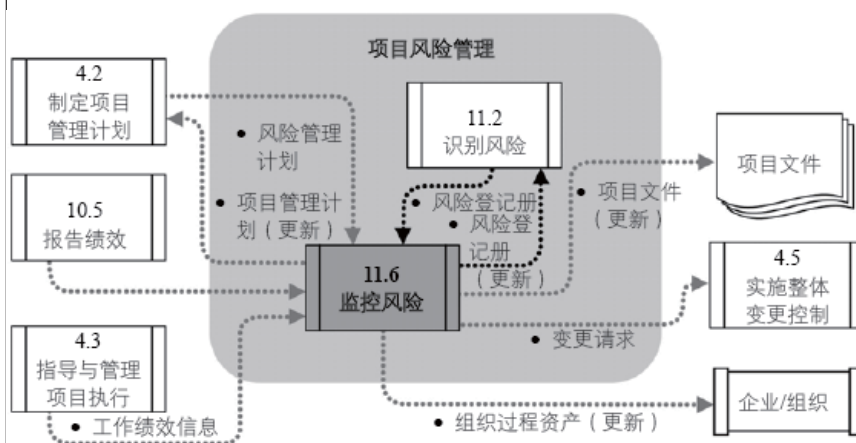 项目风险管理
4.2
制定项目
管理计划
11.2
识别风险
• 风险管理
计划
项目文件
• 项目管理计
划（更新）
• 风险登记册
• 风险登
记册
（更新）
• 项目文件
（更新）
10.5
报告绩效
11.6
监控风险
4.5
实施整体
变更控制
4.3
指导与管理
项目执行
• 变更请求
企业/组织
• 工作绩效信息
• 组织过程资产（更新）